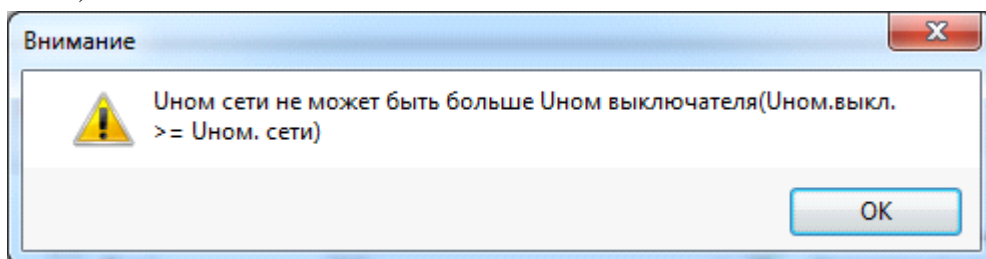 Внимание
Uном сети не может быть больше Uном выключателя(Uном.выкл.
>= Uном. сети)
OK